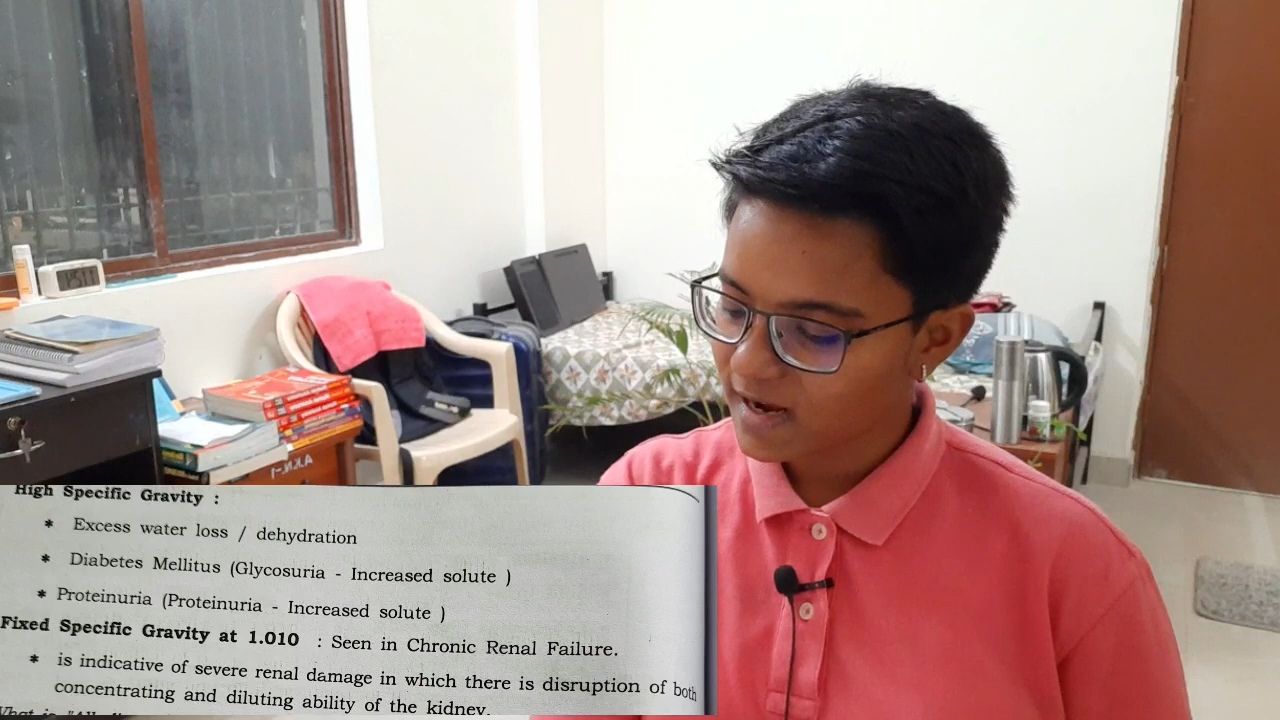 High Specific Gravity :
* Excess water loss / dehydration
* Diabetes Mellitus (Glycosuria - Increased solute )
* Proteinuria (Proteinuria - Increased solute )
Fixed Specific Gravity at 1.010 : Seen in Chronic Renal Failure.
* is indicative of severe renal damage in which there is disruption of both
concentrating and diluting ability of the kidney.